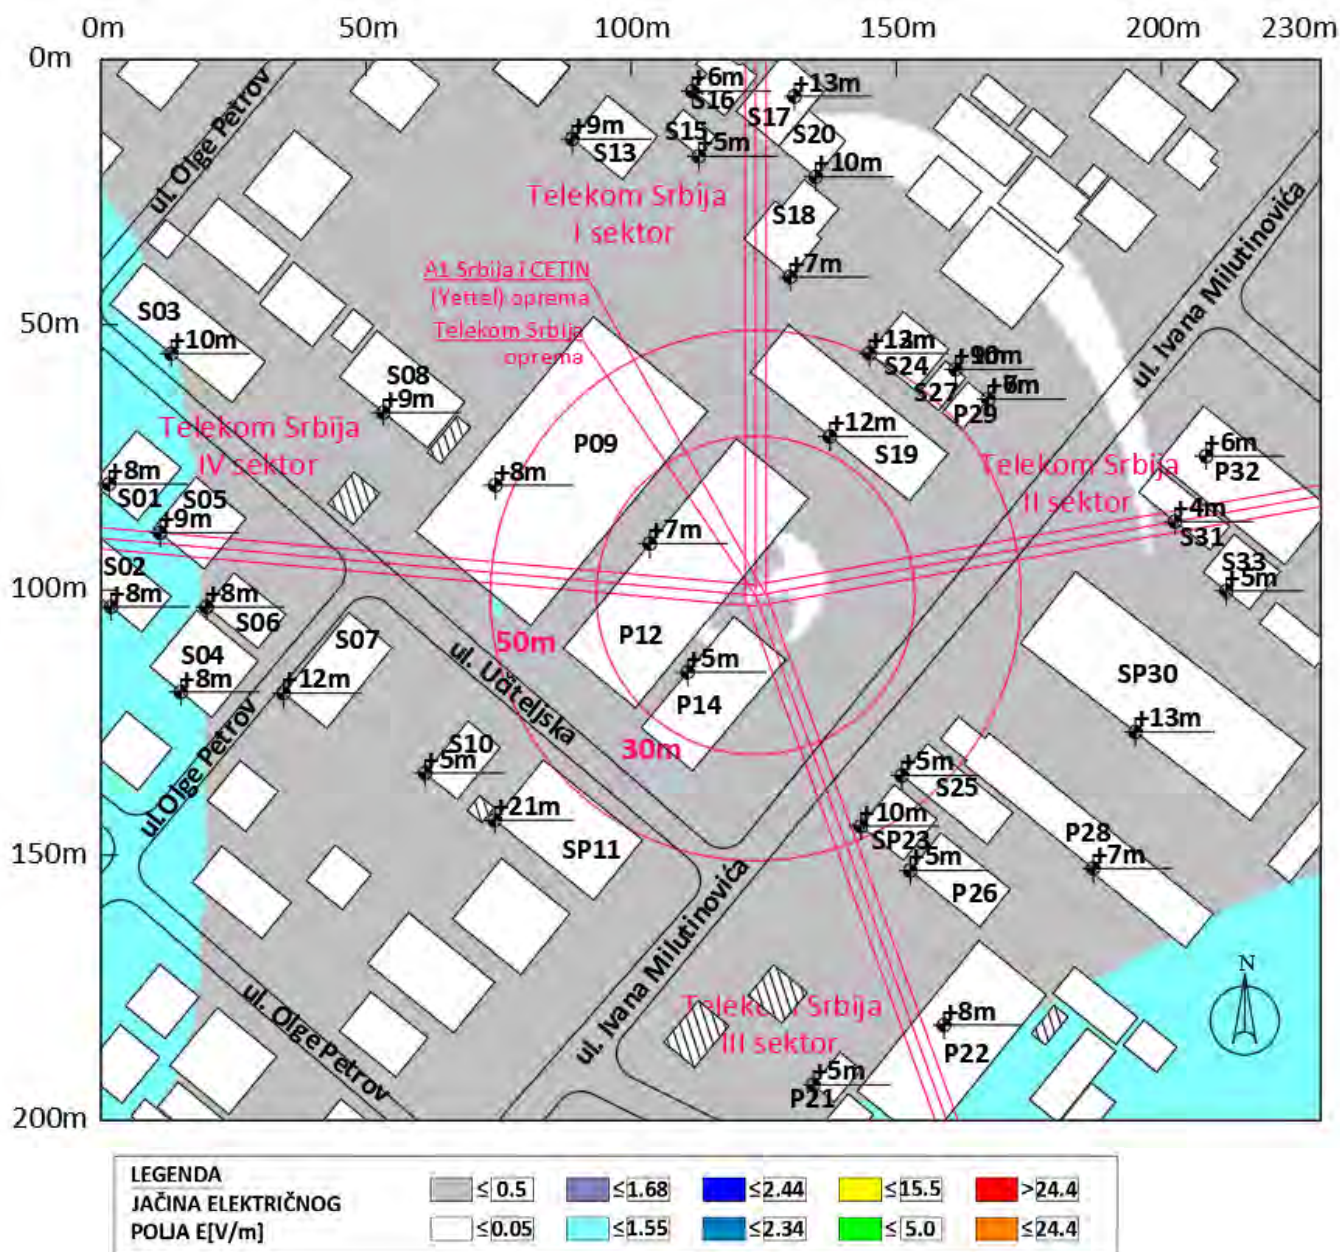 0m 50m 100m 150m 200m 230m
0m
50m
100m
150m
200m
ul. Olge Petrov
+6m
S16
+13m
S17
+9m
S13
S15
+5m
S20
+10m
Telekom Srbija
I sektor
S18
+7m
ul. Ivana Milutinovića
A1 Srbija i CETIN
(Yettel) oprema
Telekom Srbija
oprema
S03
+10m
S08
+9m
P09
+8m
S24
S27
P29
+12m
S19
Telekom Srbija
IV sektor
Telekom Srbija
II sektor
+6m
P32
+8m
S01
S05
+9m
+7m
+4m
S31
S02
+8m
+8m
S06
S33
+5m
S04
+8m
S07
+12m
50m
P12
+5m
P14
30m
ul. Učiteljska
SP30
+13m
ul.Olge Petrov
S10
+5m
+21m
SP11
+5m
S25
+10m
SP23
+5m
P26
P28
+7m
ul. Ivana Milutinovića
ul. Olge Petrov
Telekom Srbija
III sektor
+8m
P22
+5m
P21
N
LEGENDA
JAČINA ELEKTRIČNOG
POLJA E[V/m]
≤ 0.5 ≤1.68 ≤2.44 ≤15.5 >24.4
≤0.05 ≤1.55 ≤2.34 ≤ 5.0 ≤24.4